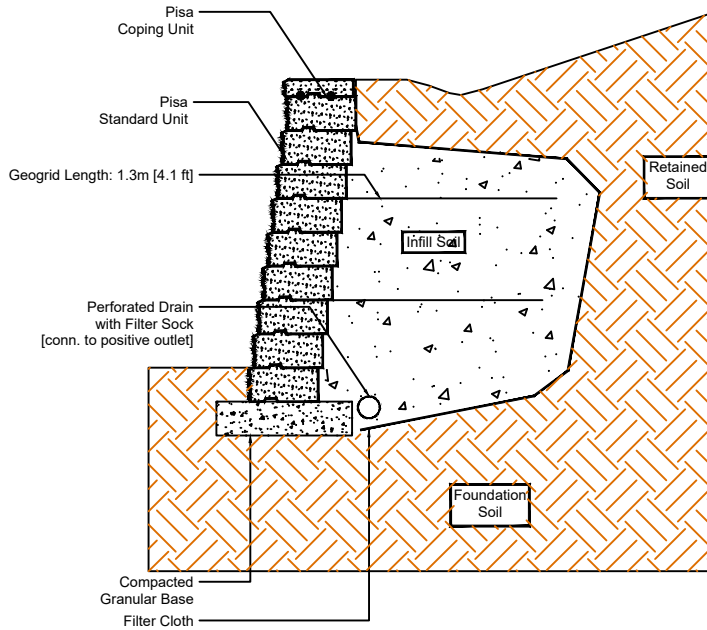 Pisa
Coping Unit
Pisa
Standard Unit
Geogrid Length: 1.3m [4.1 ft]
Retained
Soil
Infill Soil
Perforated Drain
with Filter Sock
[conn. to positive outlet]
Foundation
Soil
Compacted
Granular Base
Filter Cloth